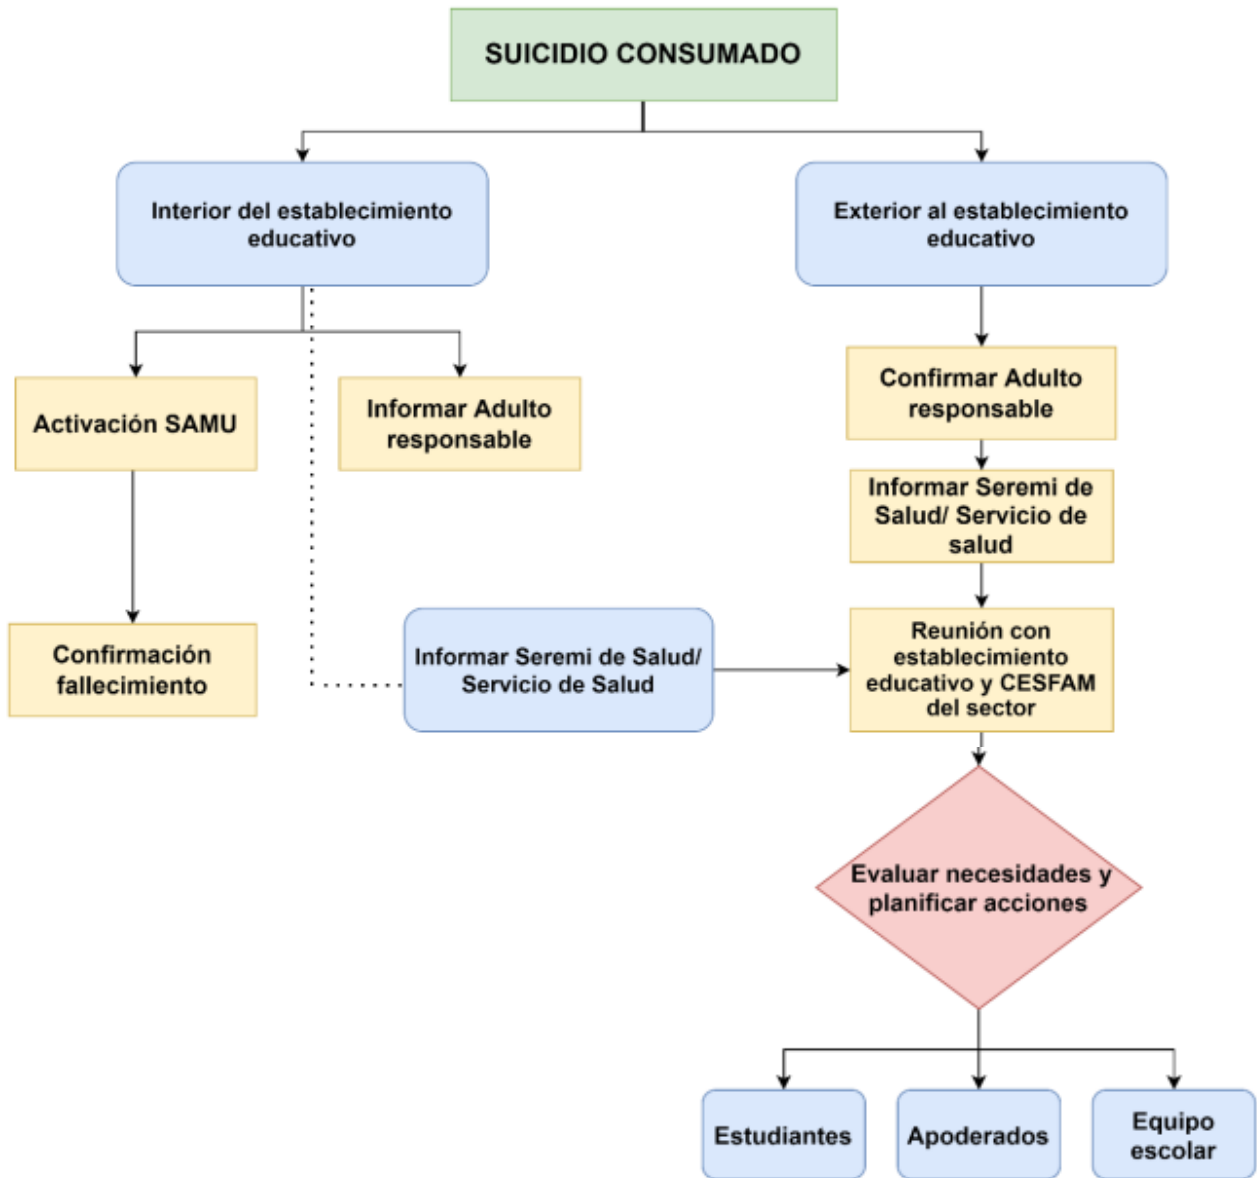 SUICIDIO CONSUMADO
Interior del establecimiento
educativo
Exterior al establecimiento
educativo
Activación SAMU
Informar Adulto
responsable
Confirmar Adulto
responsable
Informar Seremi de
Salud/ Servicio de
salud
Confirmación
fallecimiento
Informar Seremi de Salud/
Servicio de Salud
Reunión con
establecimiento
educativo y CESFAM
del sector
Evaluar necesidades y
planificar acciones
Estudiantes
Apoderados
Equipo
escolar